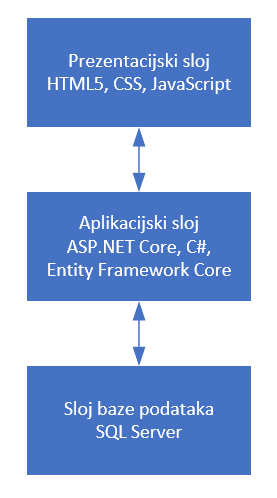 Prezentacijski sloj
HTML5, CSS, JavaScript
Aplikacijski sloj
ASP.NET Core, C#,
Entity Framework Core
Sloj baze podataka
SQL Server